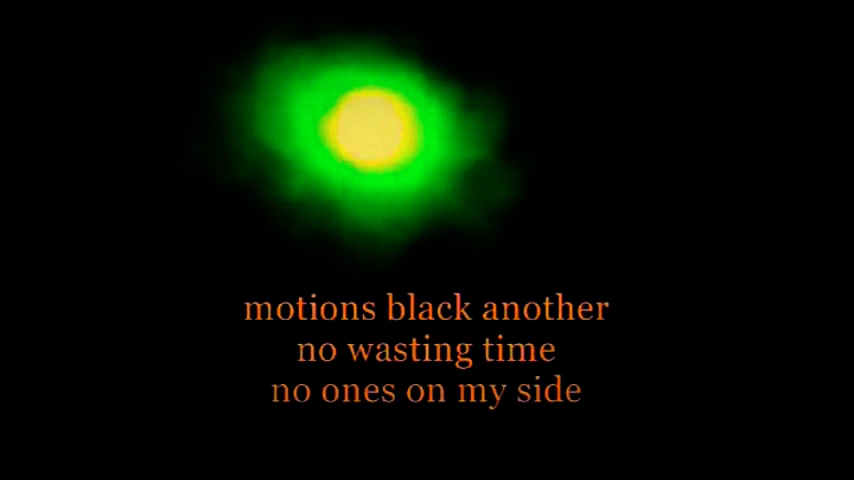 motions black another
no wasting time
no ones on my side